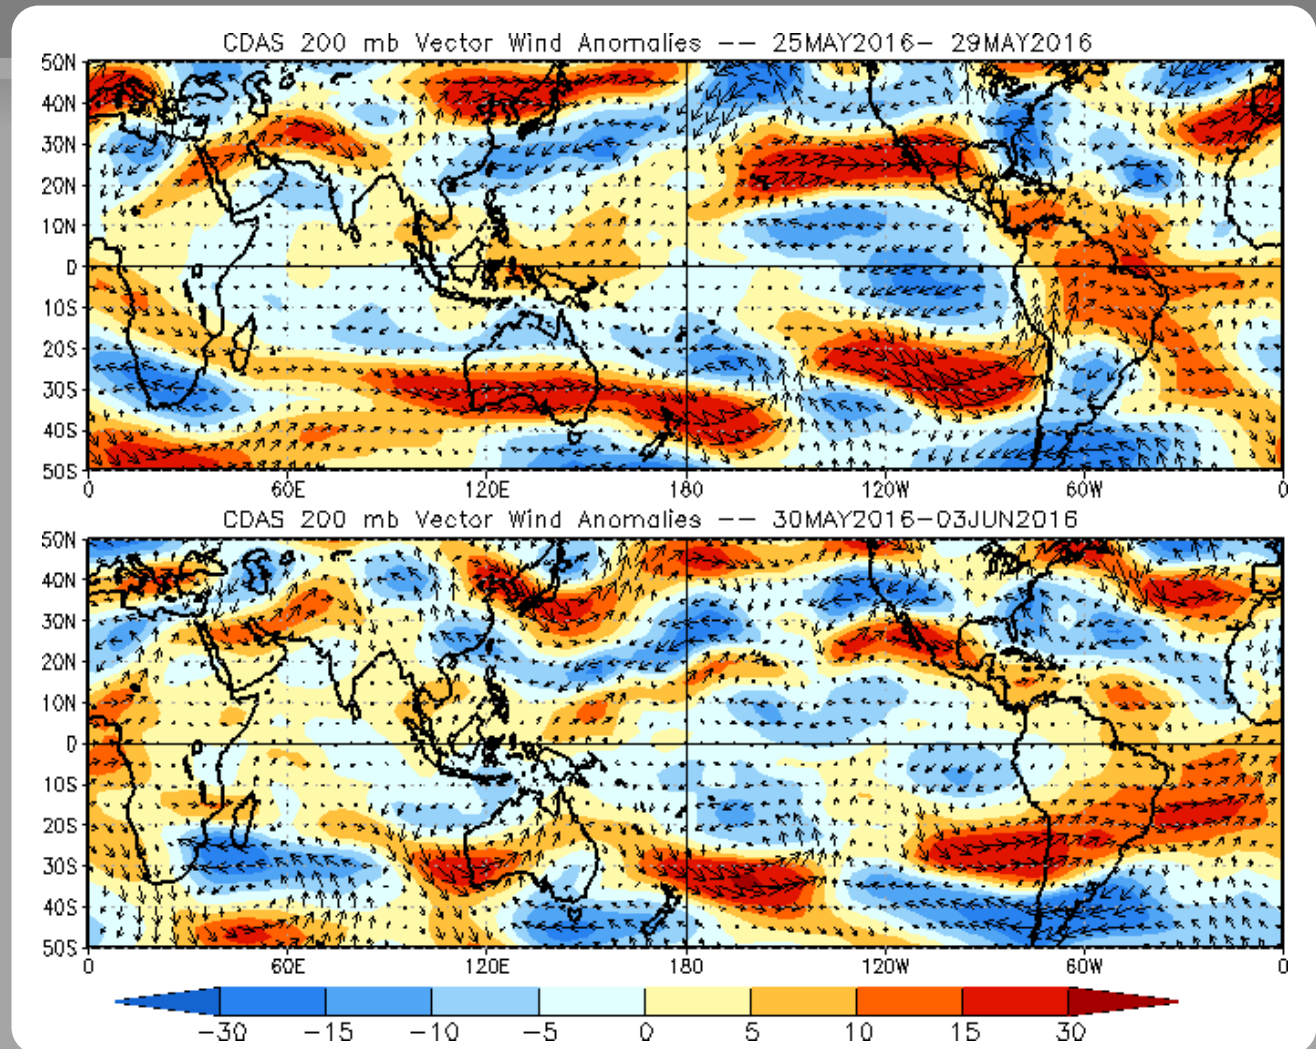 CDAS 200 mb Vector Wind Anomalies -- 25MAY2016- 29MAY2016
50N
40N
30N
20N
10N
0
10S
20S
30S
40S
50S
0 60E 120E 180 120W 60W 0
CDAS 200 mb Vector Wind Anomalies -- 30MAY2016-03JUN2016
50N
40N
30N
20N
10N
0
10S
20S
30S
40S
50S
0 60E 120E 180 120W 60W 0
-30 -15 -10 -5 0 5 10 15 30